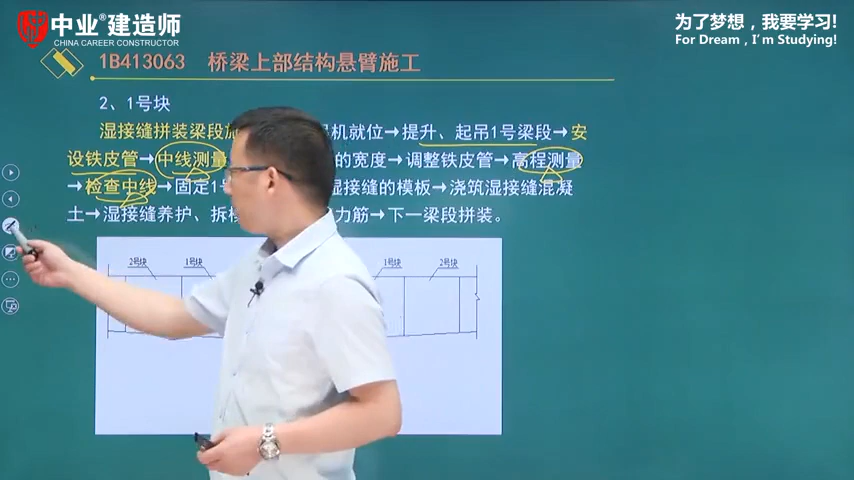 中业®建造师
CHINA CAREER CONSTRUCTOR
为了梦想，我要学习!
For Dream , I'm Studying!
1B413063 桥梁上部结构悬臂施工
2、1号块
湿接缝拼装梁段施 机就位→提升、起吊1号梁段→安
设铁皮管→中线测量 的宽度→调整铁皮管→高程测量
→检查中线→固定1 湿接缝的模板→浇筑湿接缝混凝
土→湿接缝养护、拆 力筋→下一梁段拼装。
2号块 1号块 1号块 2号块